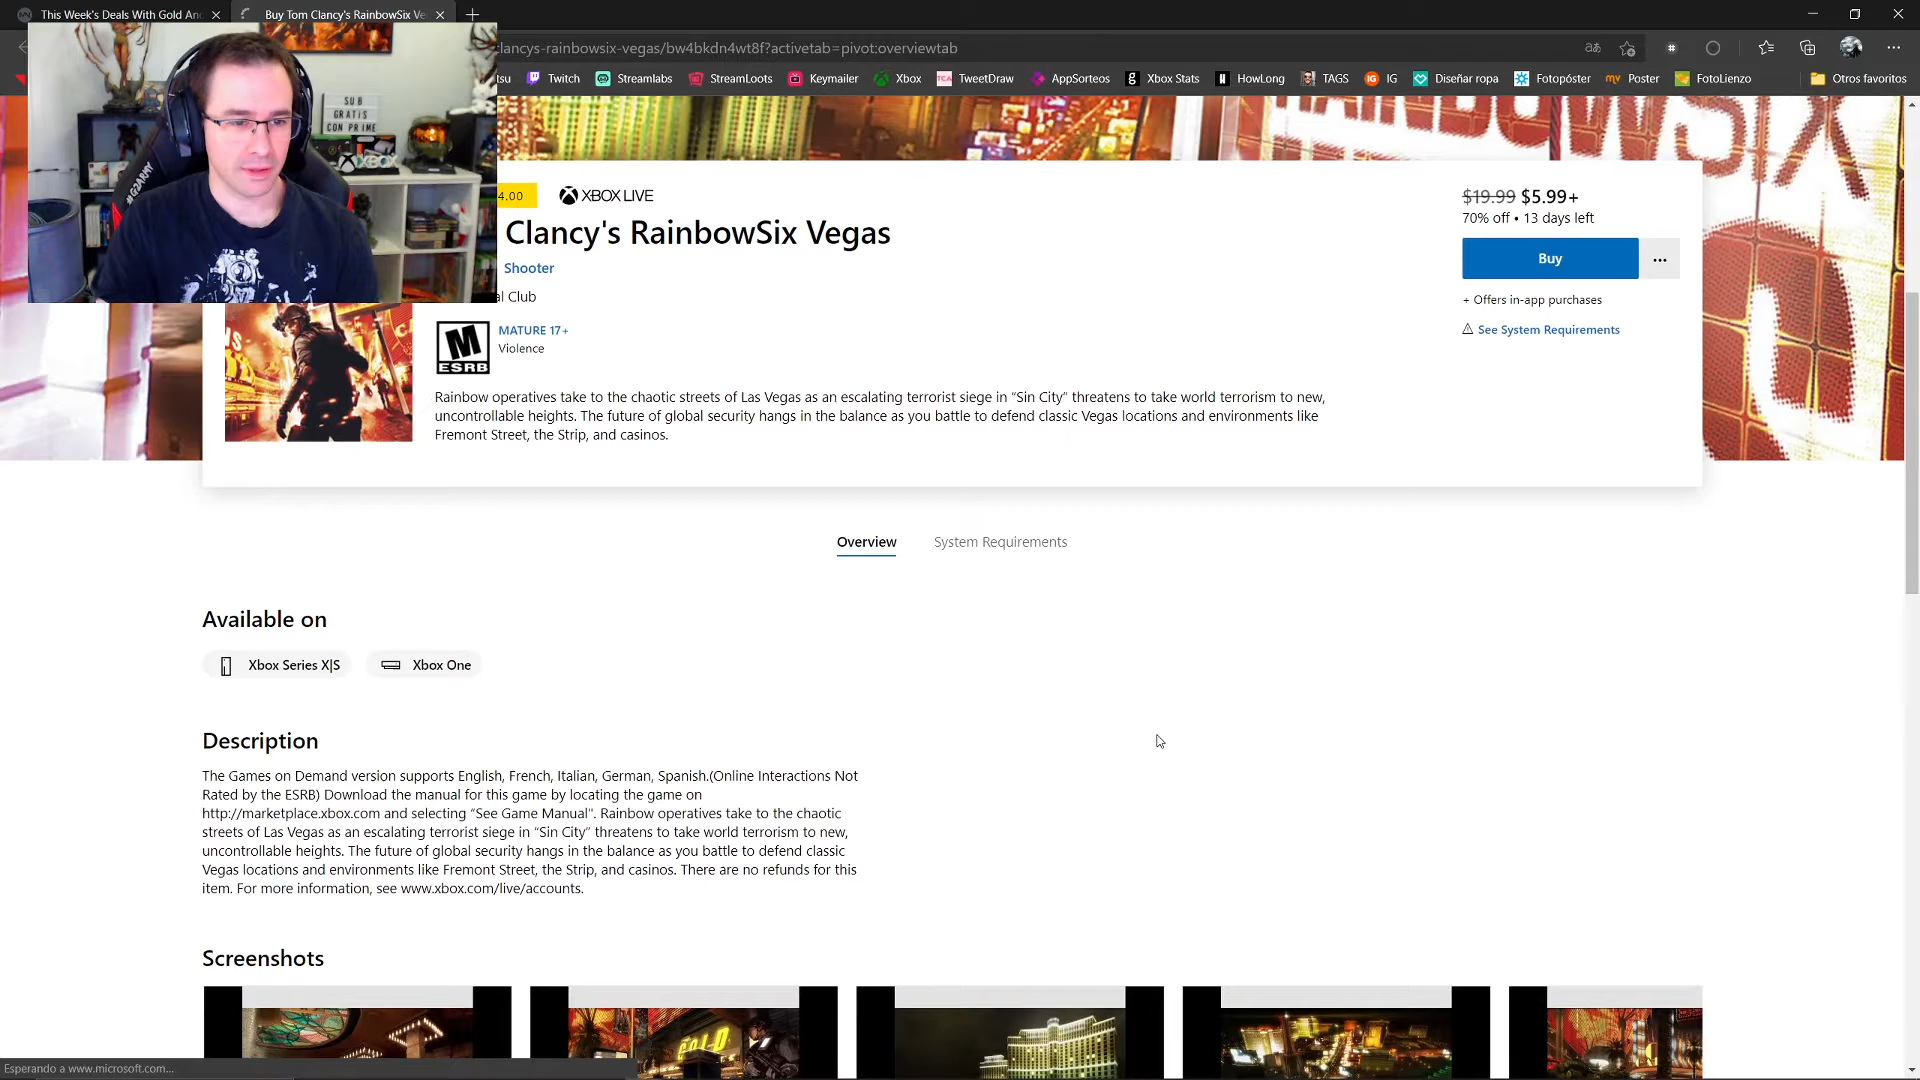 This Week's Deals With Gold An
Buy Tom Clancy's RainbowSix Ve
clancys-rainbowsix-vegas/bw4bkdn4wt8f?activetab=pivot:overviewtab
tsu
Twitch
Streamlabs
StreamLoots
Keymailer
Xbox
TweetDraw
AppSorteos
Xbox Stats
HowLong
TAGS
IG
Diseñar ropa
Fotopóster
Poster
FotoLienzo
Otros favoritos
SUB
GRATIS
CON PRIME
XBOX
RAINBOWSIX
4.00
XBOX LIVE
Clancy's RainbowSix Vegas
Shooter
al Club
M
ESRB
MATURE 17+
Violence
Rainbow operatives take to the chaotic streets of Las Vegas as an escalating terrorist siege in “Sin City” threatens to take world terrorism to new,
uncontrollable heights. The future of global security hangs in the balance as you battle to defend classic Vegas locations and environments like
Fremont Street, the Strip, and casinos.
$19.99 $5.99+
70% off • 13 days left
Buy
+ Offers in-app purchases
See System Requirements
Overview
System Requirements
Available on
Xbox Series X|S
Xbox One
Description
The Games on Demand version supports English, French, Italian, German, Spanish.(Online Interactions Not
Rated by the ESRB) Download the manual for this game by locating the game on
http://marketplace.xbox.com and selecting “See Game Manual". Rainbow operatives take to the chaotic
streets of Las Vegas as an escalating terrorist siege in “Sin City” threatens to take world terrorism to new,
uncontrollable heights. The future of global security hangs in the balance as you battle to defend classic
Vegas locations and environments like Fremont Street, the Strip, and casinos. There are no refunds for this
item. For more information, see www.xbox.com/live/accounts.
Screenshots
GOLD
Esperando a www.microsoft.com...